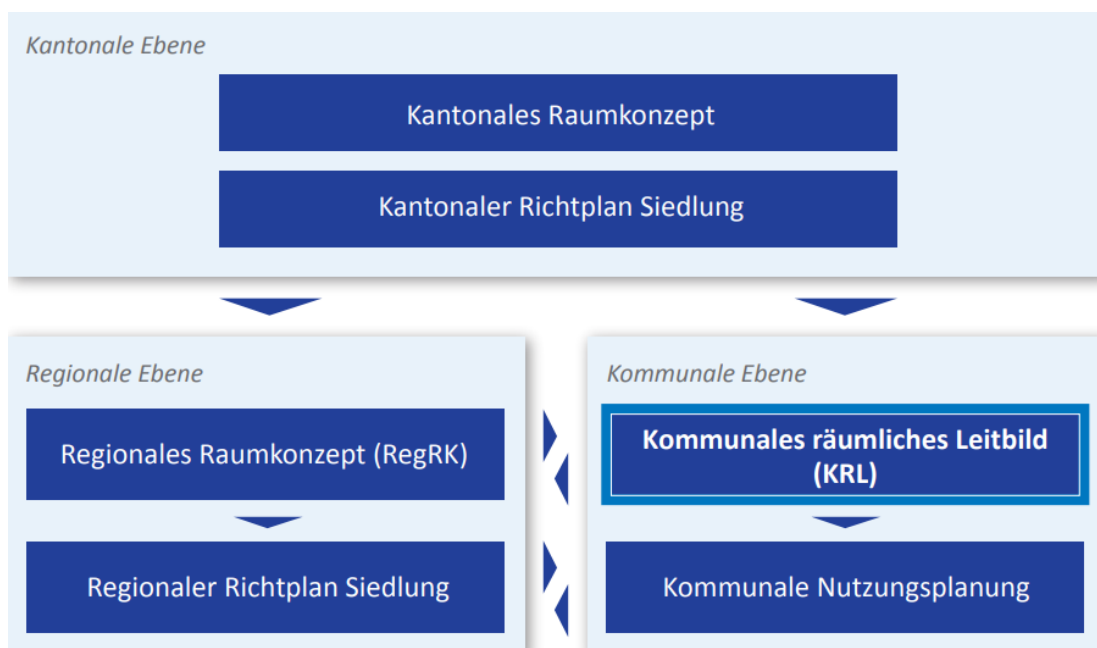 Kantonale Ebene
Kantonales Raumkonzept
Kantonaler Richtplan Siedlung
Regionale Ebene
Regionales Raumkonzept (RegRK)
Regionaler Richtplan Siedlung
Kommunale Ebene
Kommunales räumliches Leitbild
(KRL)
Kommunale Nutzungsplanung